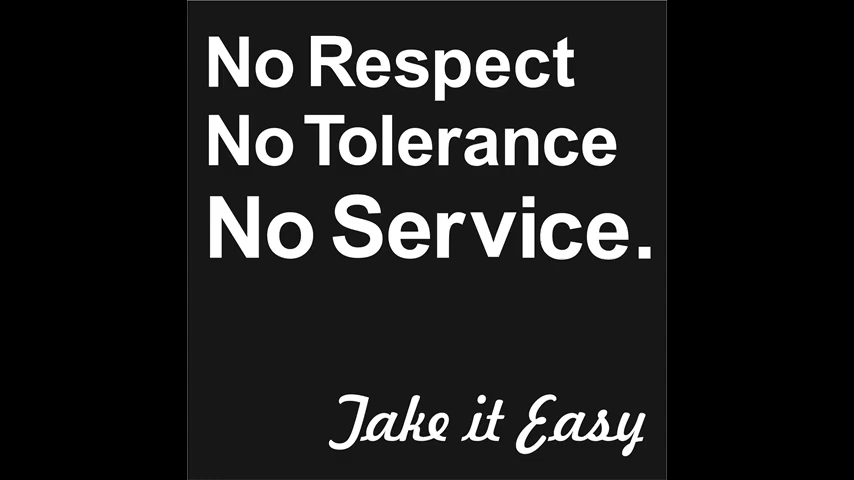 No Respect
No Tolerance
No Service.
Take it Easy